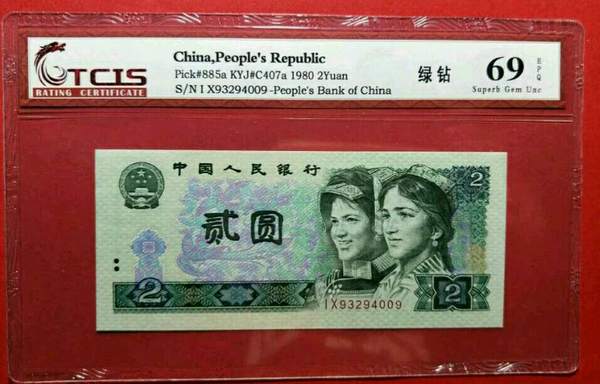 TCIS
RATING CERTIFICATE
China,People's Republic
Pick#885a KYJ#C407a 1980 2Yuan
S/N I X93294009 -People's Bank of China
绿钻
69 EPQ
Superb Gem Unc
中国人民银行
2
贰圆
2
IX93294009
2